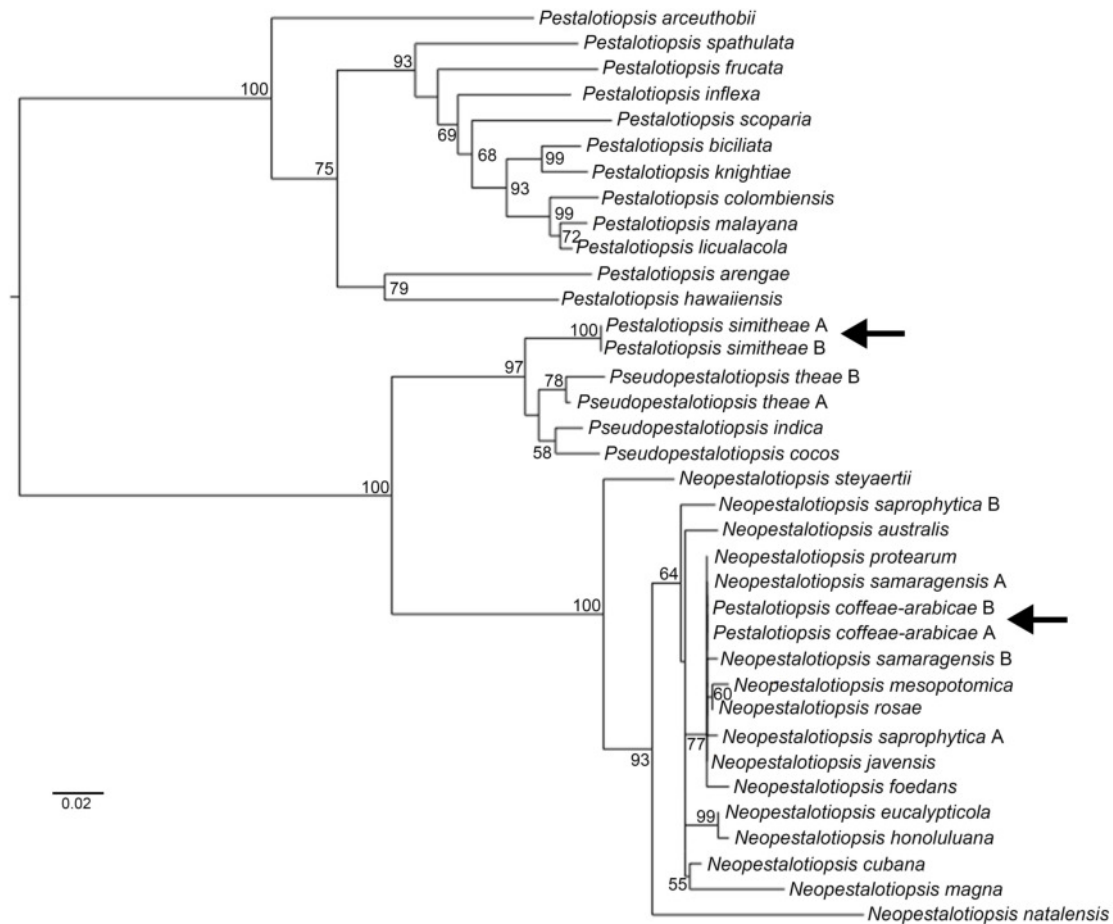 Pestalotiopsis arceuthobii
Pestalotiopsis spathulata
93
Pestalotiopsis frucata
100
Pestalotiopsis inflexa
69
Pestalotiopsis scoparia
68
Pestalotiopsis biciliata
99
75
Pestalotiopsis knightiae
93
Pestalotiopsis colombiensis
99
Pestalotiopsis malayana
72
Pestalotiopsis licualacola
Pestalotiopsis arengae
79
Pestalotiopsis hawaiiensis
100
Pestalotiopsis simitheae A
Pestalotiopsis simitheae B
97
Pseudopestalotiopsis theae B
78
Pseudopestalotiopsis theae A
Pseudopestalotiopsis indica
58
Pseudopestalotiopsis cocos
100
Neopestalotiopsis steyaertii
Neopestalotiopsis saprophytica B
Neopestalotiopsis australis
Neopestalotiopsis protearum
64
Neopestalotiopsis samaragensis A
100
Pestalotiopsis coffeae-arabicae B
Pestalotiopsis coffeae-arabicae A
Neopestalotiopsis samaragensis B
Neopestalotiopsis mesopotomica
60
Neopestalotiopsis rosae
77
Neopestalotiopsis saprophytica A
93
Neopestalotiopsis javensis
Neopestalotiopsis foedans
0.02
99
Neopestalotiopsis eucalypticola
Neopestalotiopsis honoluluana
Neopestalotiopsis cubana
55
Neopestalotiopsis magna
Neopestalotiopsis natalensis